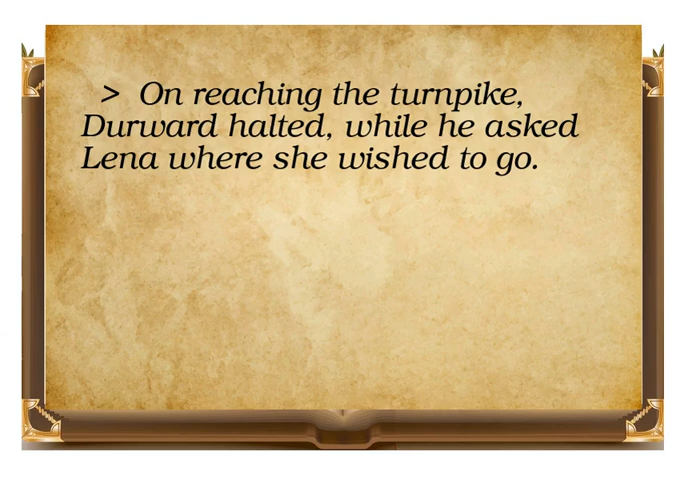 > On reaching the turnpike,
Durward halted, while he asked
Lena where she wished to go.